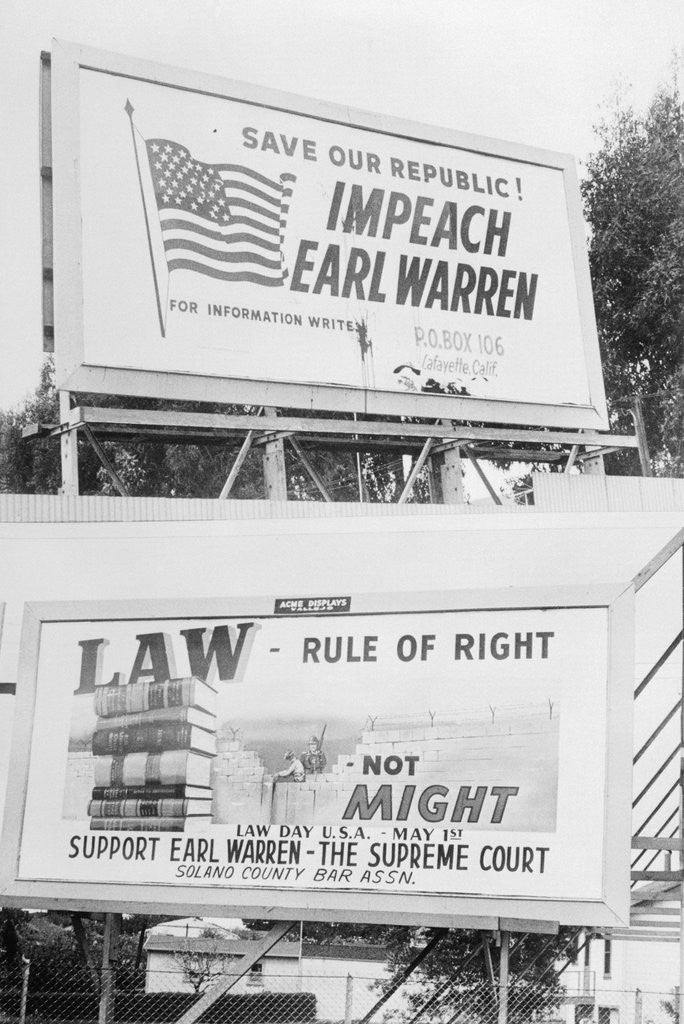 SAVE OUR REPUBLIC!
IMPEACH
EARL WARREN
FOR INFORMATION WRITE
P.O.BOX 106
Lafayette, Calif.
ACME DISPLAYS
VALLEJO
LAW - RULE OF RIGHT
- NOT
MIGHT
LAW DAY U.S.A. - MAY 1ST
SUPPORT EARL WARREN - THE SUPREME COURT
SOLANO COUNTY BAR ASSN.